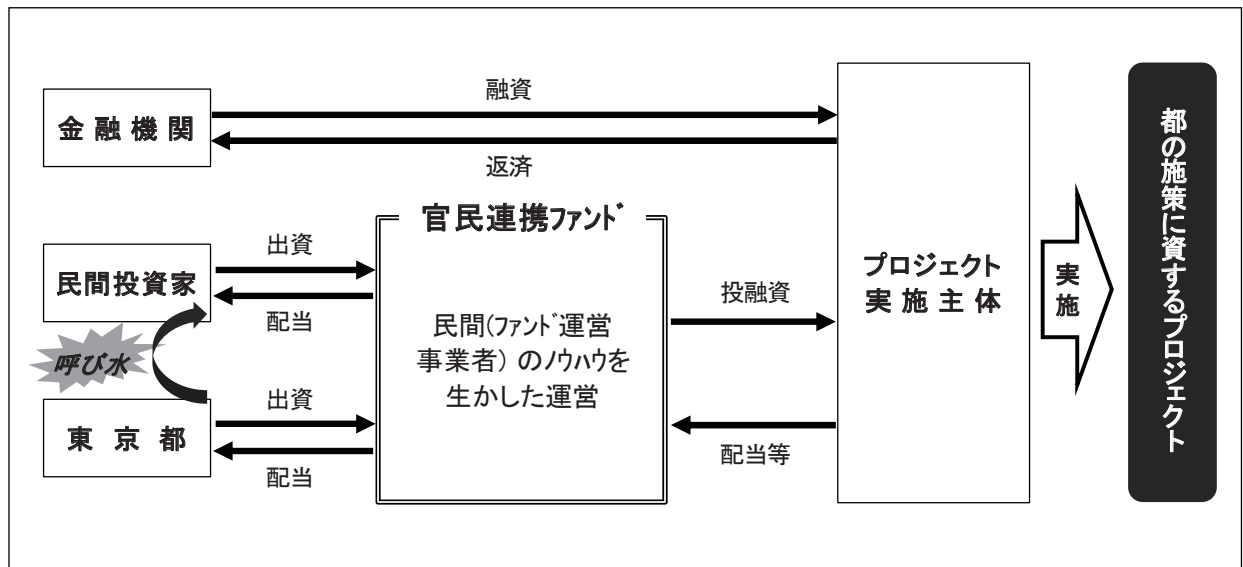 金融機関
融資
返済
官民連携ファンド
民間投資家
出資
配当
呼び水
東京都
出資
配当
民間(ファンド運営
事業者)のノウハウを
生かした運営
投融資
配当等
プロジェクト
実施主体
実施
都の施策に資するプロジェクト